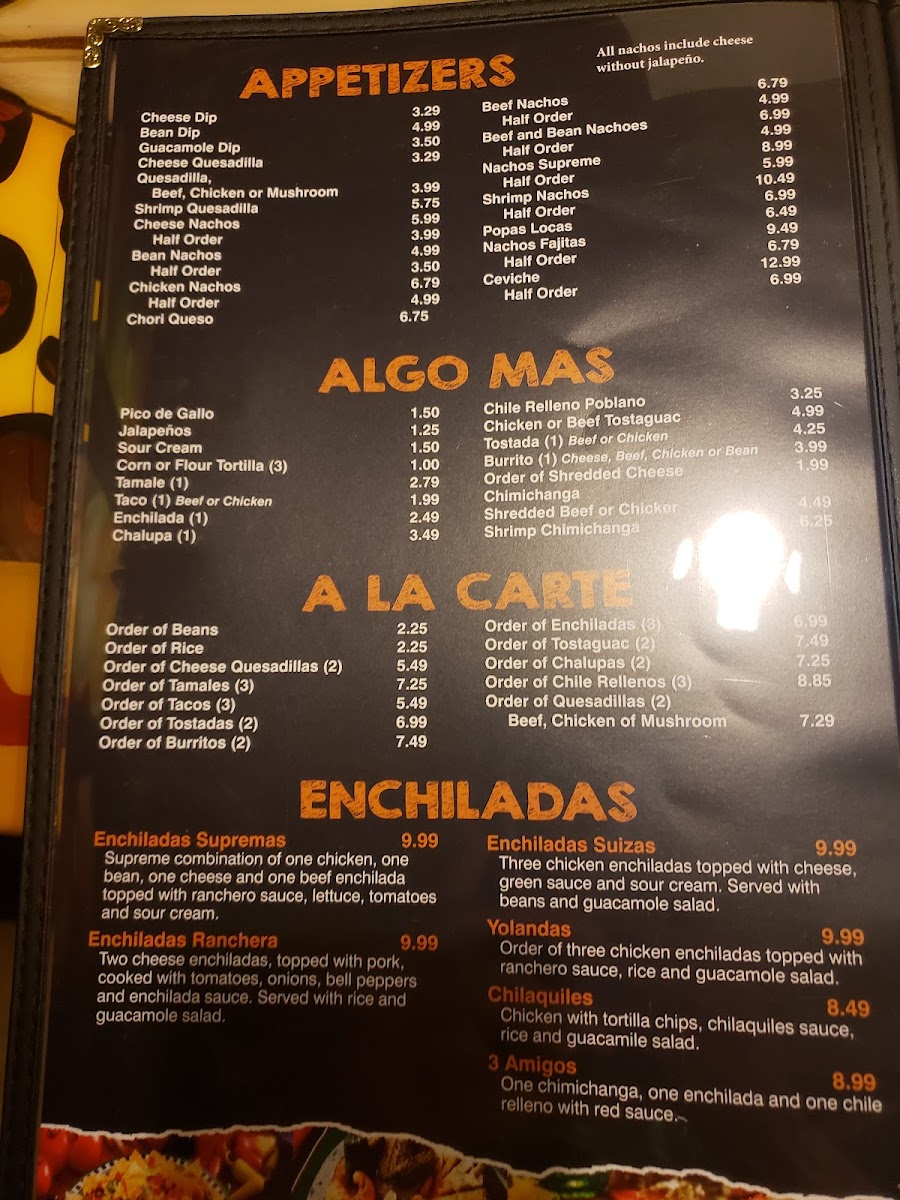 APPETIZERS
All nachos include cheese
without jalapeño.
Cheese Dip 3.29
Bean Dip 4.99
Guacamole Dip 3.50
Cheese Quesadilla 3.29
Quesadilla,
Beef, Chicken or Mushroom 3.99
Shrimp Quesadilla 5.75
Cheese Nachos 5.99
Half Order 3.99
Bean Nachos 4.99
Half Order 3.50
Chicken Nachos 6.79
Half Order 4.99
Chori Queso 6.75
Beef Nachos 6.79
Half Order 4.99
Beef and Bean Nachoes 6.99
Half Order 4.99
Nachos Supreme 8.99
Half Order 5.99
Shrimp Nachos 10.49
Half Order 6.99
Popas Locas 6.49
Nachos Fajitas 9.49
Half Order 6.79
Ceviche 12.99
Half Order 6.99
ALGO MAS
Pico de Gallo 1.50
Jalapeños 1.25
Sour Cream 1.50
Corn or Flour Tortilla (3) 1.00
Tamale (1) 2.79
Taco (1) Beef or Chicken 1.99
Enchilada (1) 2.49
Chalupa (1) 3.49
Chile Relleno Poblano 3.25
Chicken or Beef Tostaguac 4.99
Tostada (1) Beef or Chicken 4.25
Burrito (1) Cheese, Beef, Chicken or Bean 3.99
Order of Shredded Cheese 1.99
Chimichanga
Shredded Beef or Chicken 4.49
Shrimp Chimichanga 6.25
A LA CARTE
Order of Beans 2.25
Order of Rice 2.25
Order of Cheese Quesadillas (2) 5.49
Order of Tamales (3) 7.25
Order of Tacos (3) 5.49
Order of Tostadas (2) 6.99
Order of Burritos (2) 7.49
Order of Enchiladas (3) 6.99
Order of Tostaguac (2) 7.49
Order of Chalupas (2) 7.25
Order of Chile Rellenos (3) 8.85
Order of Quesadillas (2)
Beef, Chicken of Mushroom 7.29
ENCHILADAS
Enchiladas Supremas 9.99
Supreme combination of one chicken, one
bean, one cheese and one beef enchilada
topped with ranchero sauce, lettuce, tomatoes
and sour cream.
Enchiladas Ranchera 9.99
Two cheese enchiladas, topped with pork,
cooked with tomatoes, onions, bell peppers
and enchilada sauce. Served with rice and
guacamole salad.
Enchiladas Suizas 9.99
Three chicken enchiladas topped with cheese,
green sauce and sour cream. Served with
beans and guacamole salad.
Yolandas 9.99
Order of three chicken enchiladas topped with
ranchero sauce, rice and guacamole salad.
Chilaquiles 8.49
Chicken with tortilla chips, chilaquiles sauce,
rice and guacamile salad.
3 Amigos 8.99
One chimichanga, one enchilada and one chile
relleno with red sauce.